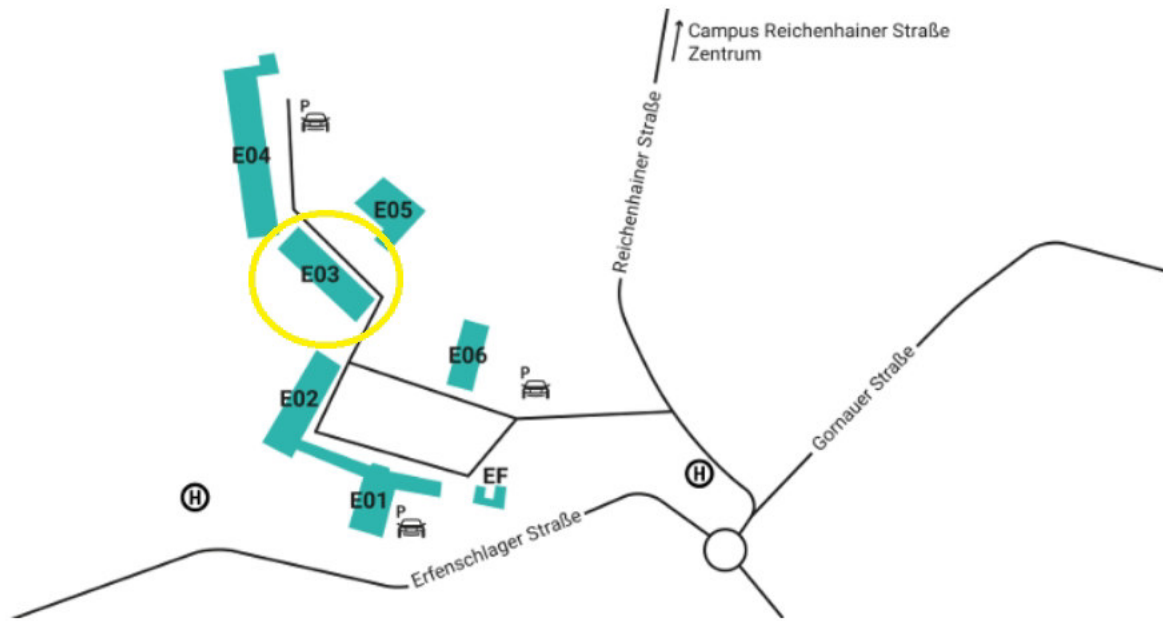 Campus Reichenhainer Straße
Zentrum
P
E04
Reichenhainer Straße
E05
E03
E06
P
Gornauer Straße
E02
EF
H
H
E01
P
Erfenschlager Straße